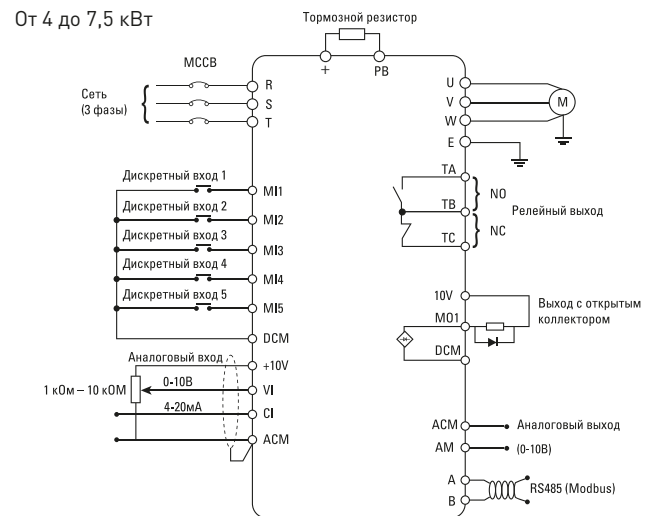 От 4 до 7,5 кВт
Тормозной резистор
+
PB
МССВ
Сеть
(3 фазы)
R
S
T
U
V
W
E
M
Дискретный вход 1
MI1
Дискретный вход 2
MI2
Дискретный вход 3
MI3
Дискретный вход 4
MI4
Дискретный вход 5
MI5
DCM
TA
TB
TC
NO
NC
Релейный выход
10V
MO1
DCM
Выход с открытым
коллектором
Аналоговый вход
+10V
1 кОм – 10 кОМ
0-10В
VI
4-20мА
CI
ACM
ACM
Аналоговый выход
AM
(0-10В)
A
B
RS485 (Modbus)